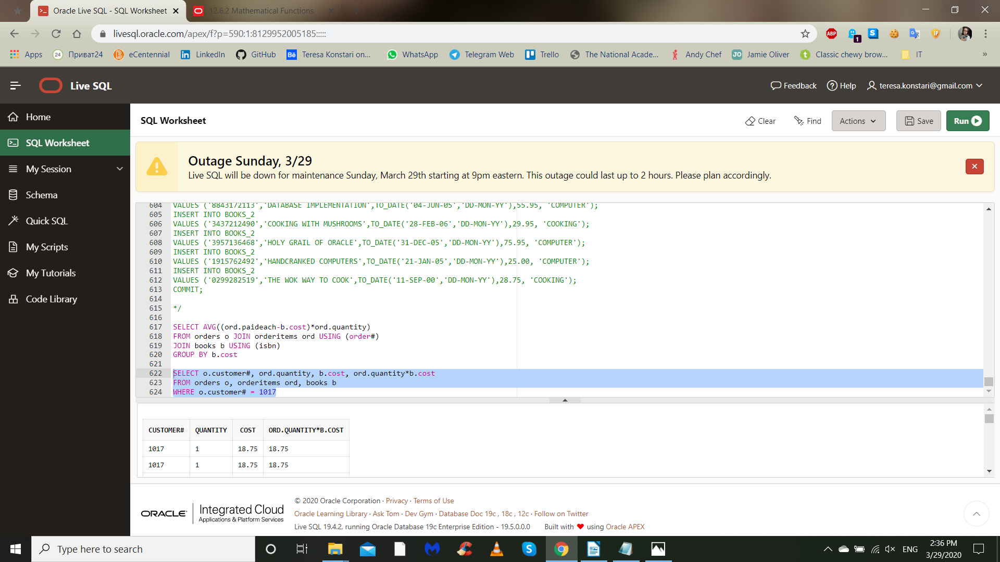 Oracle Live SQL - SQL Worksheet
12.6.2 Mathematical Functions
livesql.oracle.com/apex/f?p=590:1:8129952005185:::::
ABP
1
S
IP
Apps
24 Приват24
eCentennial
LinkedIn
GitHub
Bē Teresa Konstari on...
WhatsApp
Telegram Web
Trello
The National Acade...
Andy Chef
JO Jamie Oliver
Classic chewy brow...
IT
»
Live SQL
Feedback
Help
teresa.konstari@gmail.com
Home
SQL Worksheet
My Session
Schema
Quick SQL
My Scripts
My Tutorials
Code Library
SQL Worksheet
Clear
Find
Actions
Save
Run
Outage Sunday, 3/29
Live SQL will be down for maintenance Sunday, March 29th starting at 9pm eastern. This outage could last up to 2 hours. Please plan accordingly.
604 VALUES ('8843172113','DATABASE IMPLEMENTATION',TO_DATE('04-JUN-05','DD-MON-YY'),55.95, 'COMPUTER');
605 INSERT INTO BOOKS_2
606 VALUES ('3437212490','COOKING WITH MUSHROOMS',TO_DATE('28-FEB-06','DD-MON-YY'),29.95, 'COOKING');
607 INSERT INTO BOOKS_2
608 VALUES ('3957136468','HOLY GRAIL OF ORACLE',TO_DATE('31-DEC-05','DD-MON-YY'),75.95, 'COMPUTER');
609 INSERT INTO BOOKS_2
610 VALUES ('1915762492','HANDCRANKED COMPUTERS',TO_DATE('21-JAN-05','DD-MON-YY'),25.00, 'COMPUTER');
611 INSERT INTO BOOKS_2
612 VALUES ('0299282519','THE WOK WAY TO COOK',TO_DATE('11-SEP-00','DD-MON-YY'),28.75, 'COOKING');
613 COMMIT;
614
615 */
616
617 SELECT AVG((ord.paideach-b.cost)*ord.quantity)
618 FROM orders o JOIN orderitems ord USING (order#)
619 JOIN books b USING (isbn)
620 GROUP BY b.cost
621
622 SELECT o.customer#, ord.quantity, b.cost, ord.quantity*b.cost
623 FROM orders o, orderitems ord, books b
624 WHERE o.customer# = 1017
CUSTOMER# QUANTITY COST ORD.QUANTITY*B.COST
1017 1 18.75 18.75
1017 1 18.75 18.75
ORACLE Integrated Cloud
Applications & Platform Services
© 2020 Oracle Corporation · Privacy · Terms of Use
Oracle Learning Library · Ask Tom · Dev Gym · Database Doc 19c , 18c , 12c · Follow on Twitter
Live SQL 19.4.2, running Oracle Database 19c Enterprise Edition - 19.5.0.0.0 Built with ❤ using Oracle APEX
Type here to search
ENG
2:36 PM
3/29/2020